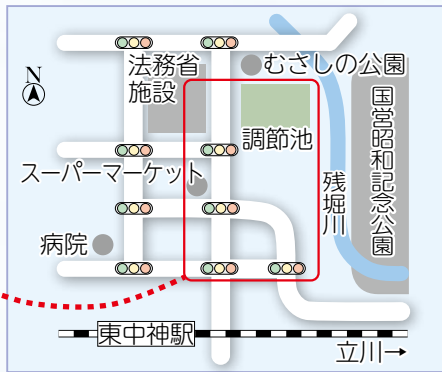 法務省
施設
むさしの公園
N
調節池
国営昭和記念公園
スーパーマーケット
残堀川
病院
東中神駅
立川→